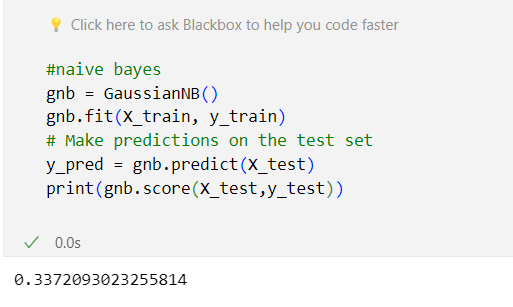 💡 Click here to ask Blackbox to help you code faster
#naive bayes
gnb = GaussianNB()
gnb.fit(X_train, y_train)
# Make predictions on the test set
y_pred = gnb.predict(X_test)
print(gnb.score(X_test,y_test))
✓ 0.0s
0.3372093023255814